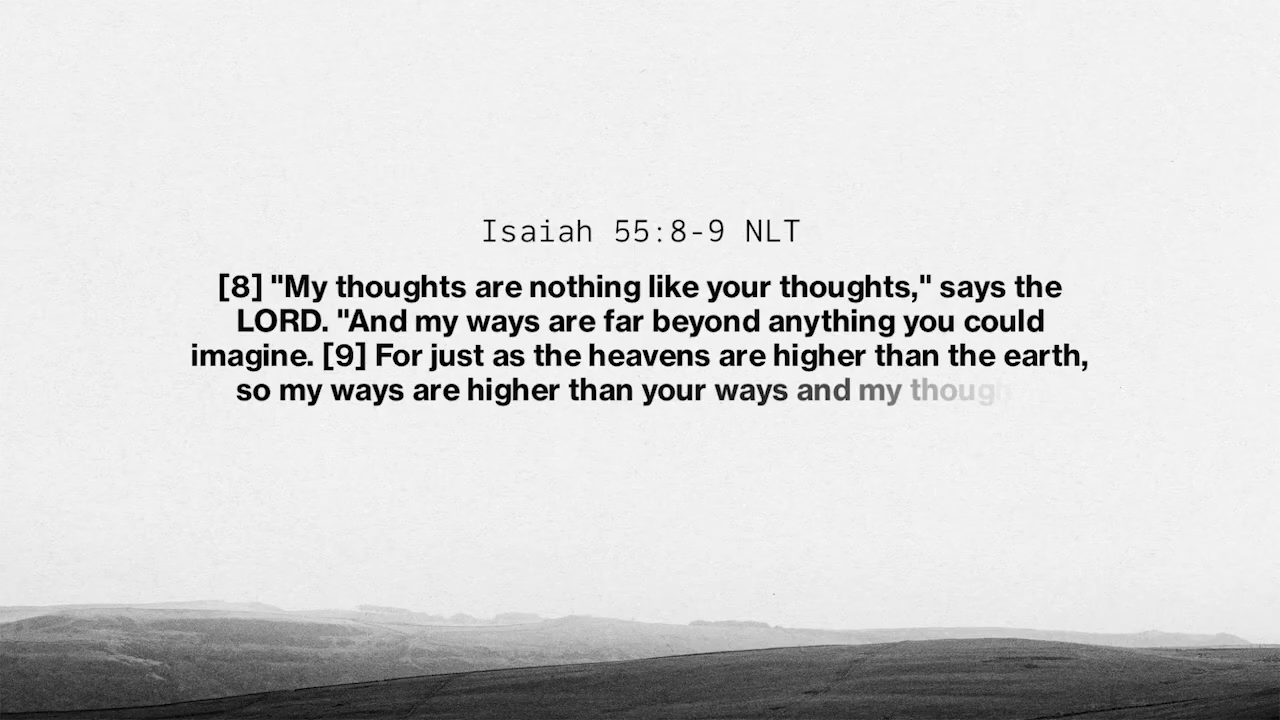 Isaiah 55:8-9 NLT
[8] "My thoughts are nothing like your thoughts," says the
LORD. "And my ways are far beyond anything you could
imagine. [9] For just as the heavens are higher than the earth,
so my ways are higher than your ways and my